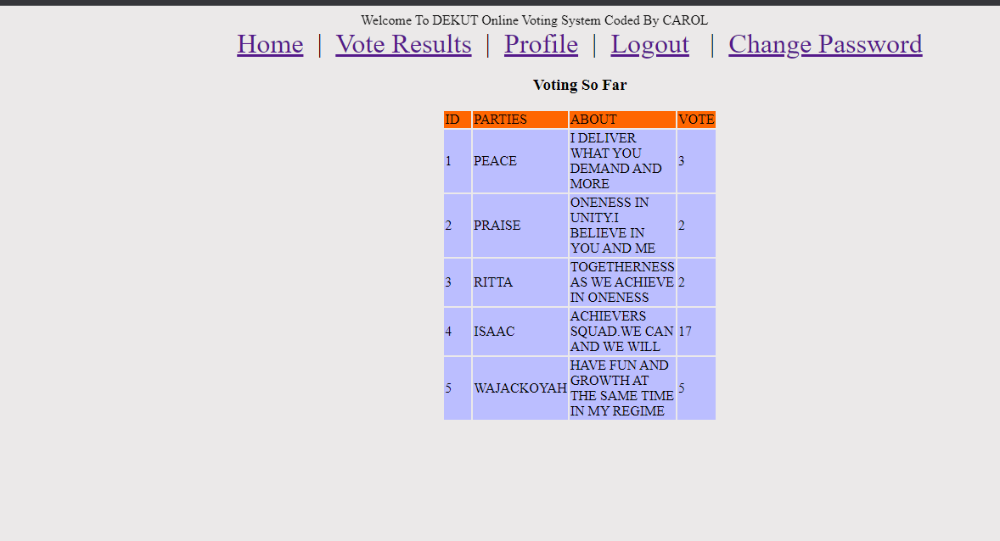 Welcome To DEKUT Online Voting System Coded By CAROL
Home | Vote Results | Profile | Logout | Change Password
Voting So Far
ID PARTIES ABOUT VOTE
1 PEACE I DELIVER
WHAT YOU
DEMAND AND
MORE 3
2 PRAISE ONENESS IN
UNITY.I
BELIEVE IN
YOU AND ME 2
3 RITTA TOGETHERNESS
AS WE ACHIEVE
IN ONENESS 2
4 ISAAC ACHIEVERS
SQUAD.WE CAN
AND WE WILL 17
5 WAJACKOYAH HAVE FUN AND
GROWTH AT
THE SAME TIME
IN MY REGIME 5